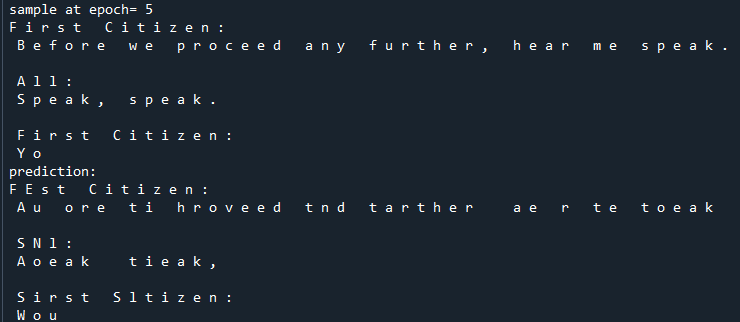 sample at epoch= 5
F i r s t   C i t i z e n :
B e f o r e   w e   p r o c e e d   a n y   f u r t h e r ,   h e a r   m e   s p e a k .
A l l :
S p e a k ,   s p e a k .
F i r s t   C i t i z e n :
Y o
prediction:
F E s t   C i t i z e n :
A u   o r e   t i   h r o v e e d   t n d   t a r t h e r     a e   r   t e   t o e a k
S N l :
A o e a k     t i e a k ,
S i r s t   S l t i z e n :
W o u